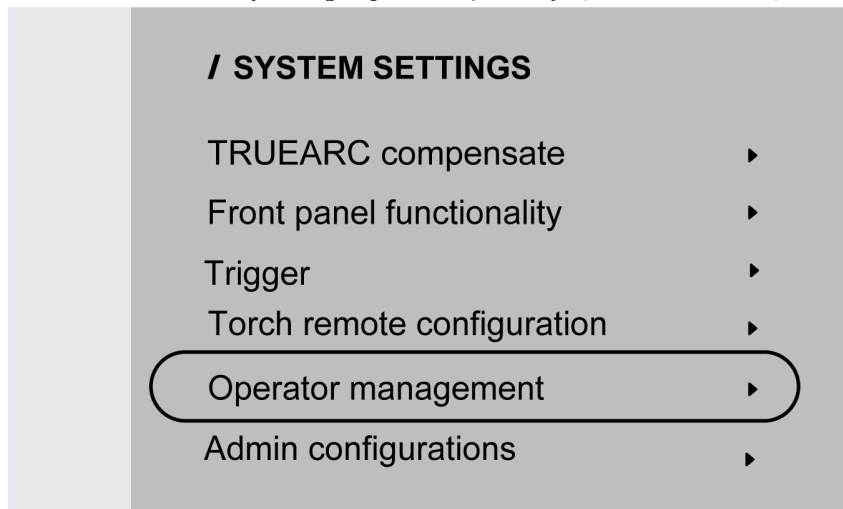 / SYSTEM SETTINGS
TRUEARC compensate
Front panel functionality
Trigger
Torch remote configuration
Operator management
Admin configurations